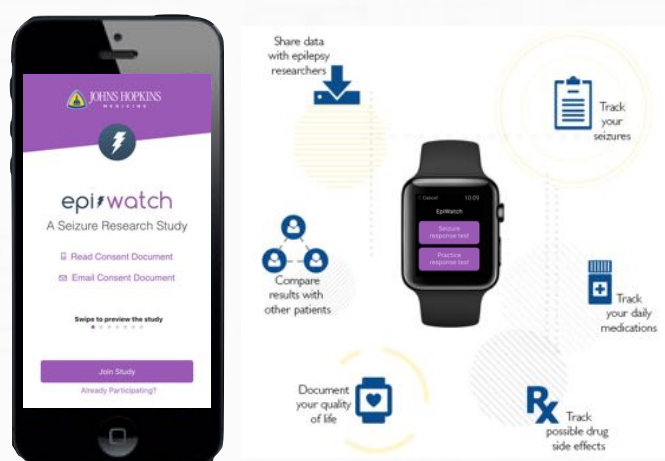 JOHNS HOPKINS
MEDICINE
epi watch
A Seizure Research Study
Read Consent Document
Email Consent Document
Swipe to preview the study
Join Study
Already Participating?
Share data
with epilepsy
researchers
Track
your
seizures
Cancel 10:09
EpiWatch
Seizure
response test
Practice
response test
Compare
results with
other patients
Track
your daily
medications
Document
your quality
of life
Rx
Track
possible drug
side effects